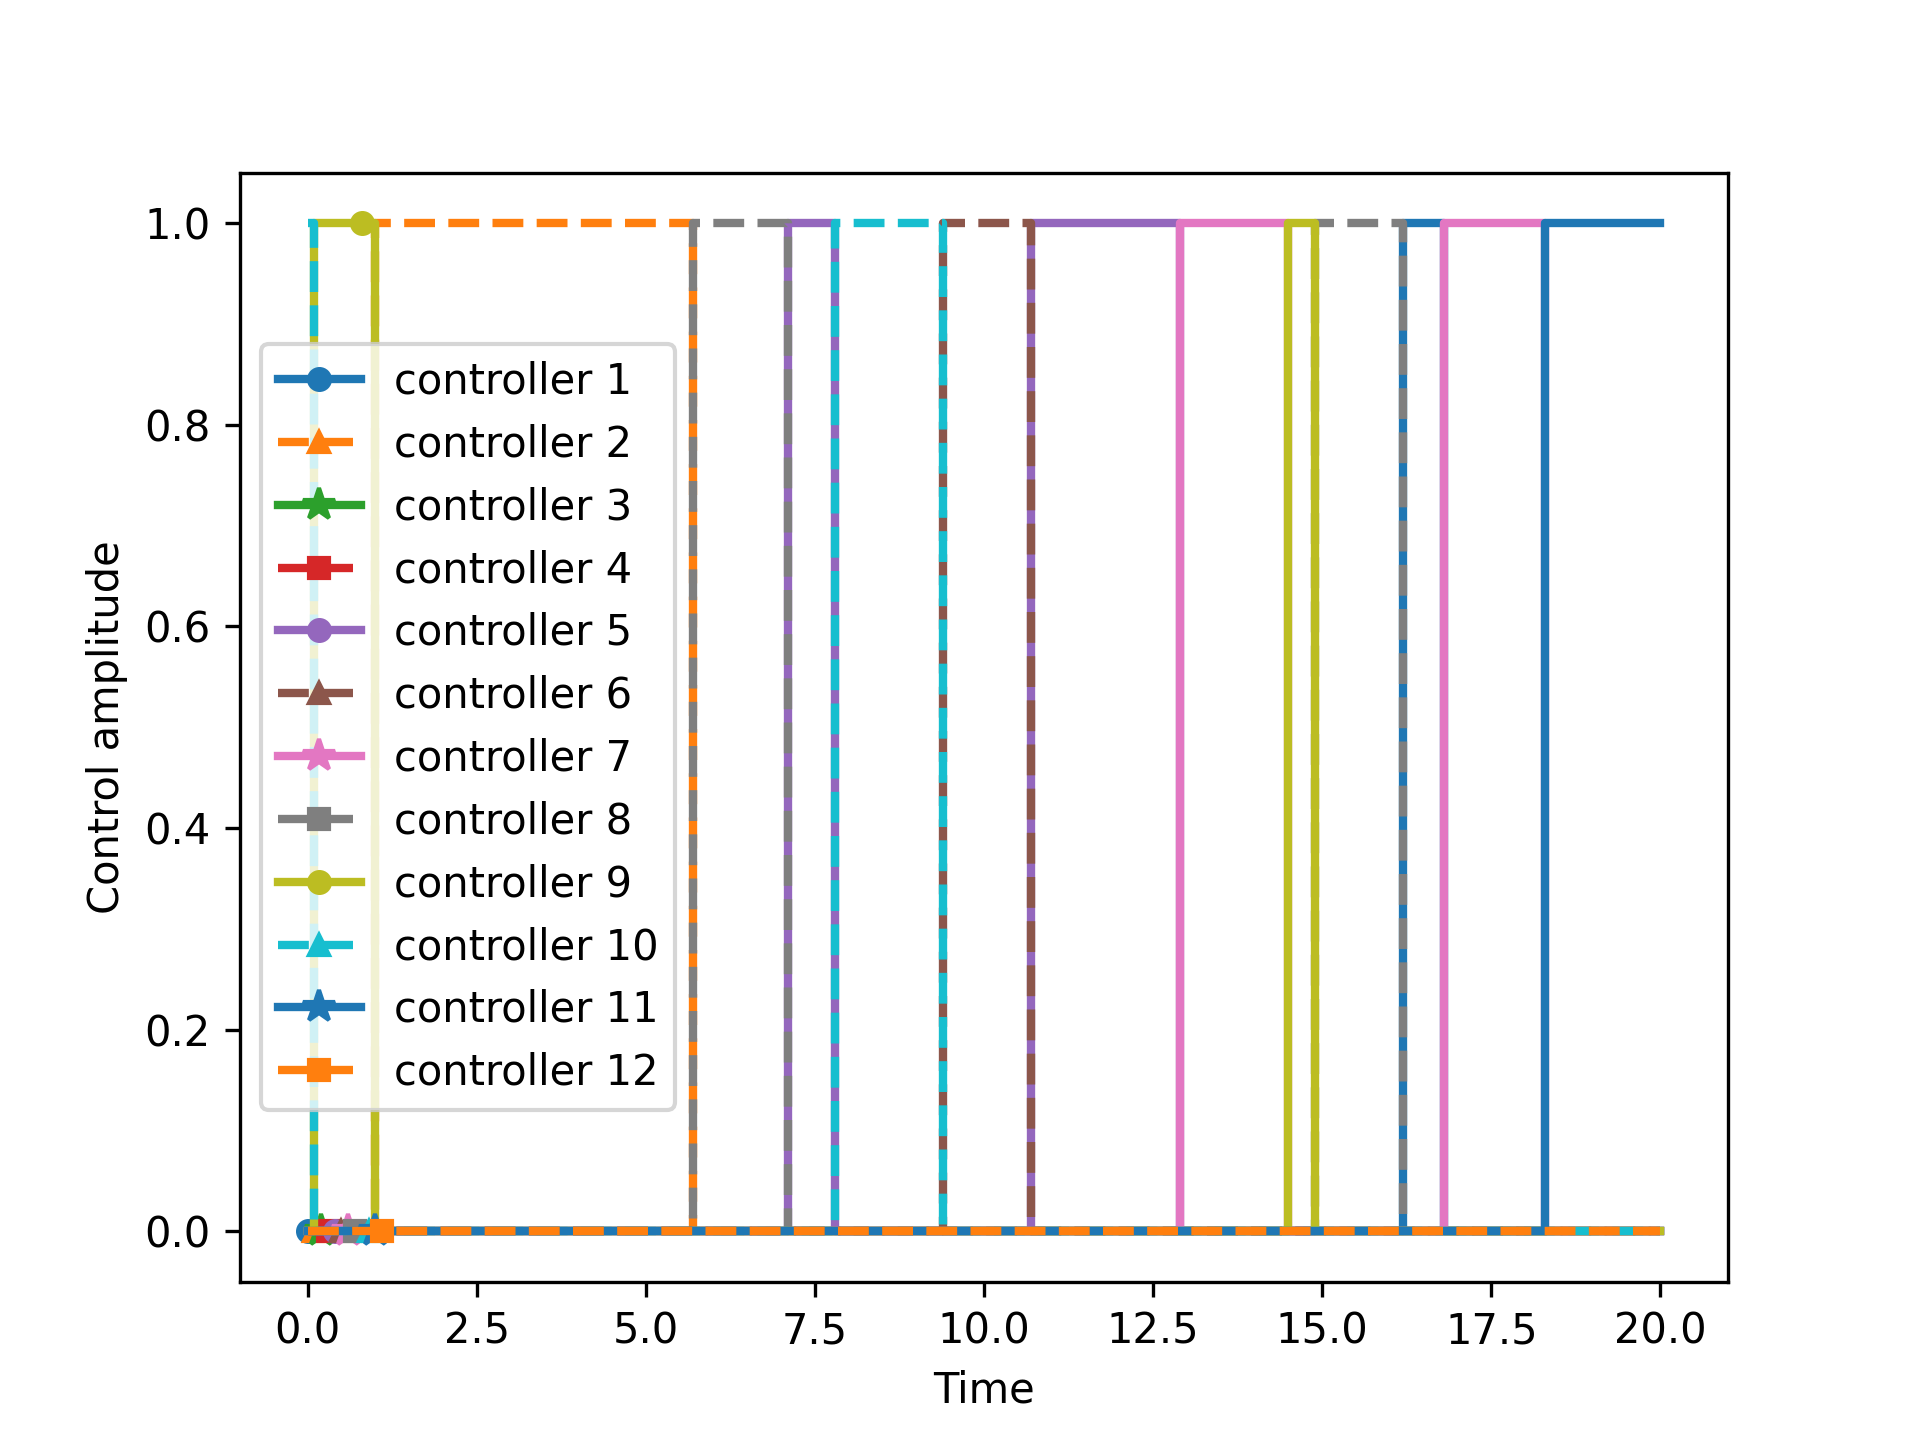 1.0
0.8
0.6
0.4
0.2
0.0
Control amplitude
controller 1
controller 2
controller 3
controller 4
controller 5
controller 6
controller 7
controller 8
controller 9
controller 10
controller 11
controller 12
0.0 2.5 5.0 7.5 10.0 12.5 15.0 17.5 20.0
Time